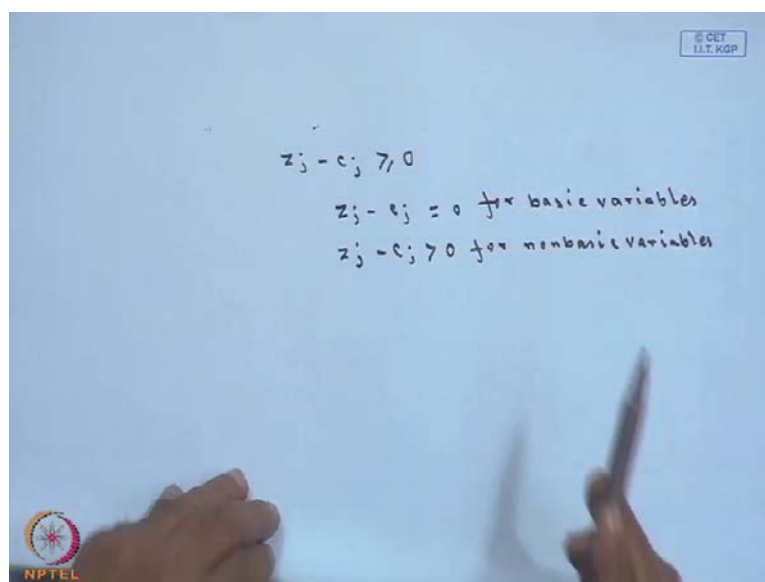 © CET
I.I.T. KGP
zj - cj ≥ 0
zj - cj = 0 for basic variables
zj - cj > 0 for nonbasic variables
NPTEL